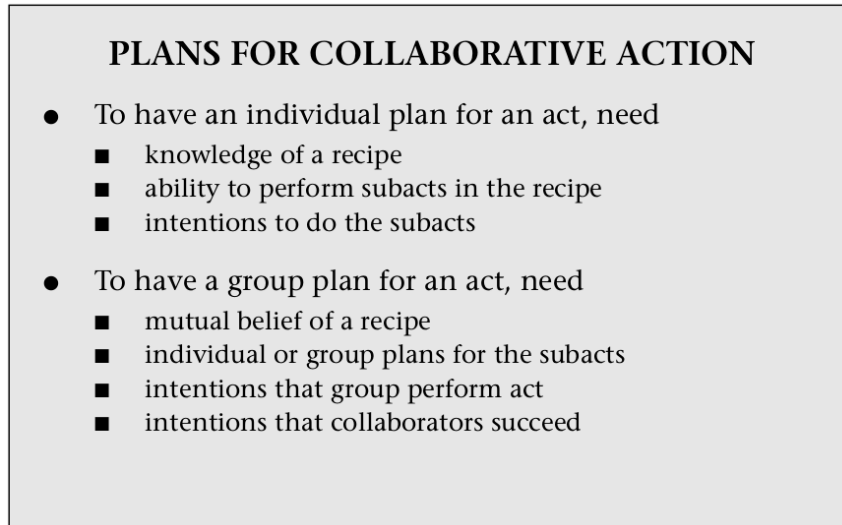 PLANS FOR COLLABORATIVE ACTION
● To have an individual plan for an act, need
■ knowledge of a recipe
■ ability to perform subacts in the recipe
■ intentions to do the subacts
● To have a group plan for an act, need
■ mutual belief of a recipe
■ individual or group plans for the subacts
■ intentions that group perform act
■ intentions that collaborators succeed